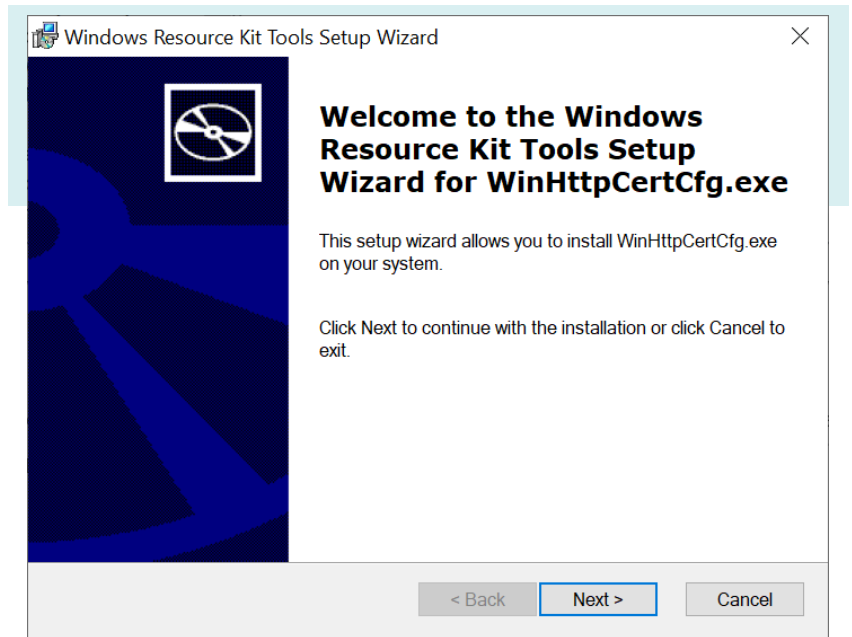 Windows Resource Kit Tools Setup Wizard
Welcome to the Windows
Resource Kit Tools Setup
Wizard for WinHttpCertCfg.exe
This setup wizard allows you to install WinHttpCertCfg.exe
on your system.
Click Next to continue with the installation or click Cancel to
exit.
< Back
Next >
Cancel